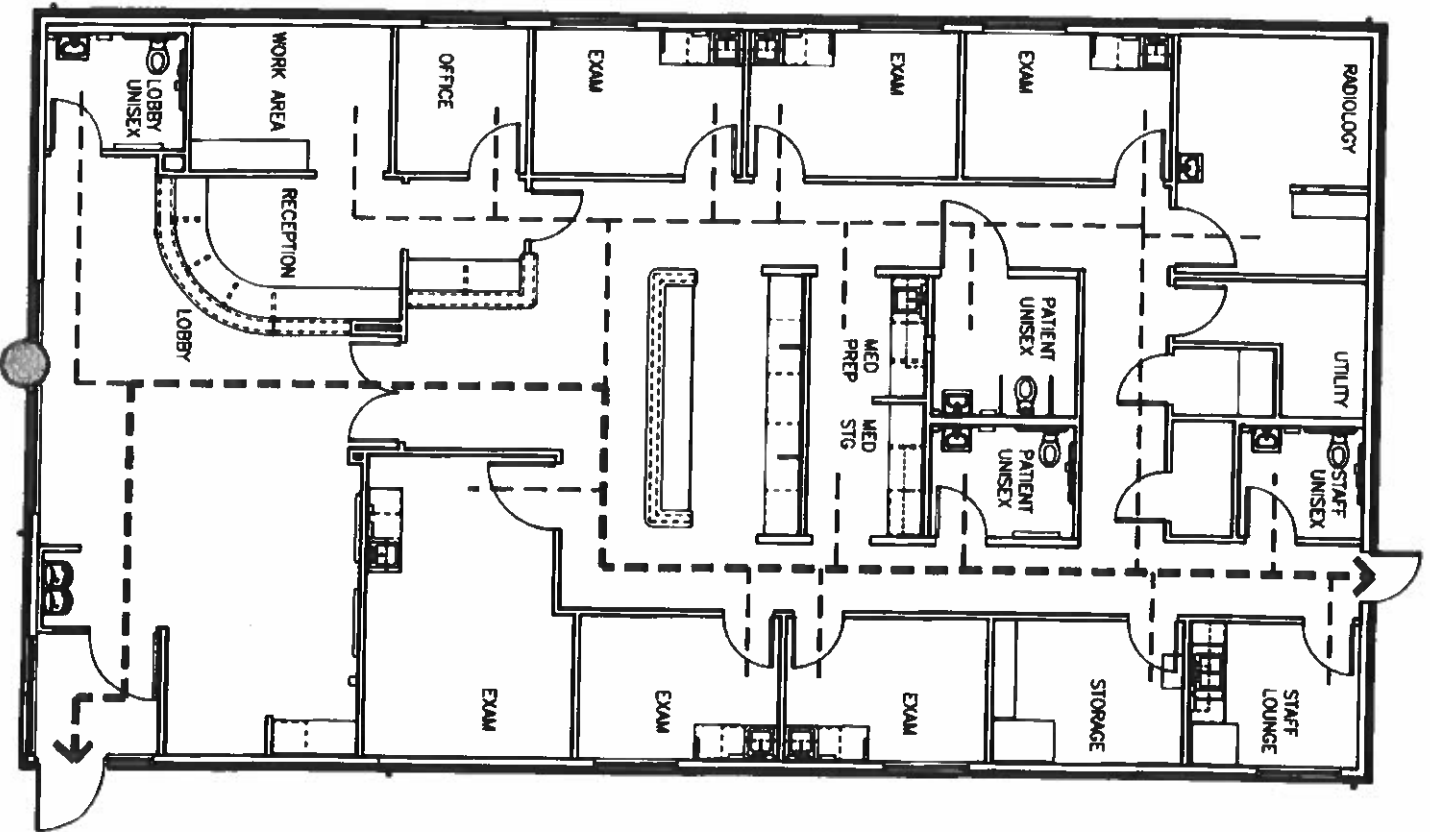 WORK AREA
OFFICE
EXAM
EXAM
EXAM
RADIOLOGY
LOBBY
UNISEX
RECEPTION
LOBBY
MED
PREP
MED
STG
PATIENT
UNISEX
PATIENT
UNISEX
UTILITY
STAFF
UNISEX
EXAM
EXAM
EXAM
STORAGE
STAFF
LOUNGE